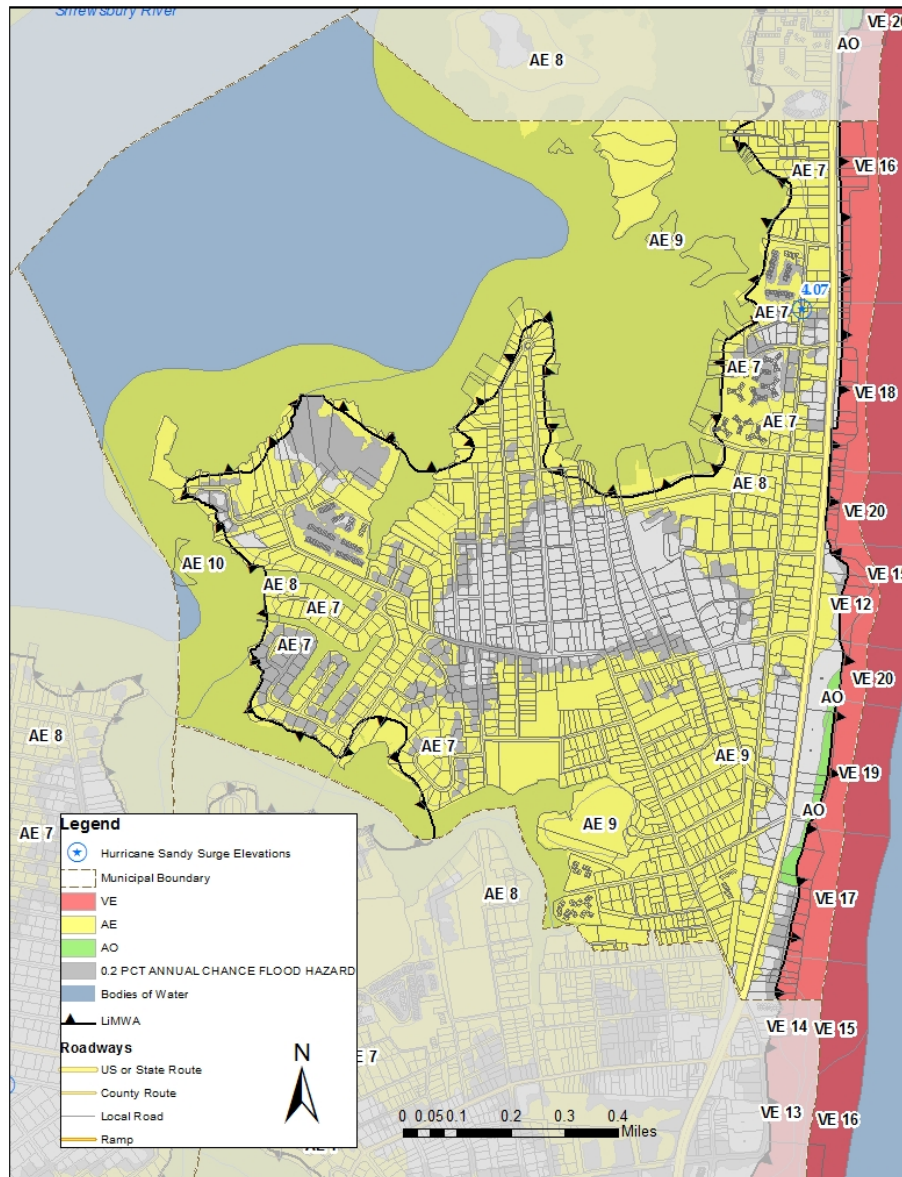 Shrewsbury River
VE 20
AO
AE 8
VE 16
AE 7
AE 9
4.07
AE 7
AE 7
VE 18
AE 7
AE 8
VE 20
AE 10
VE 15
AE 8
VE 12
AE 7
AE 7
VE 20
AO
AE 8
AE 7
AE 9
VE 19
AO
AE 9
AE 7
AE 8
VE 17
Legend
Hurricane Sandy Surge Elevations
Municipal Boundary
VE
AE
AO
0.2 PCT ANNUAL CHANCE FLOOD HAZARD
Bodies of Water
LiMWA
Roadways
US or State Route
County Route
Local Road
Ramp
N
VE 14
VE 15
E 7
VE 13
VE 16
0 0.05 0.1 0.2 0.3 0.4
Miles